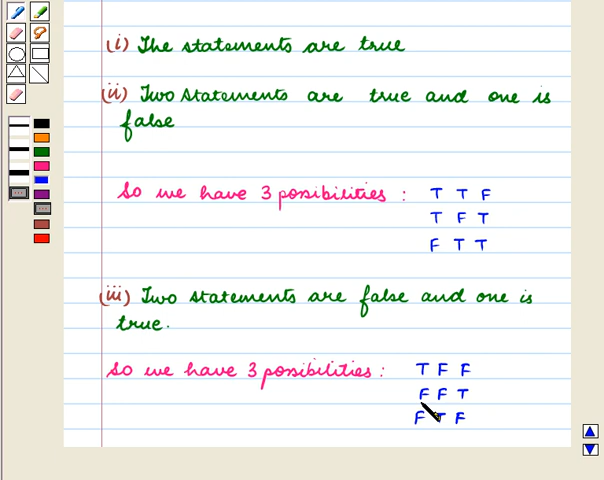 (i) The statements are true
(ii) Two statements are true and one is
false
So we have 3 possibilities : T T F
T F T
F T T
(iii) Two statements are false and one is
true.
So we have 3 possibilities : T F F
F F T
F T F